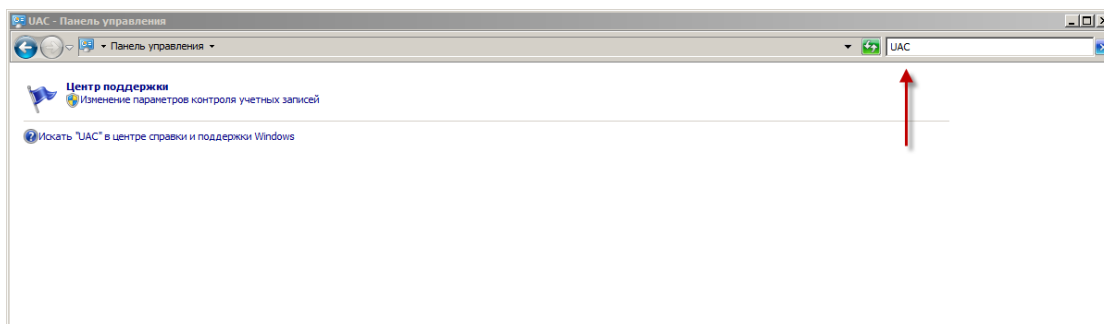 UAC - Панель управления
Панель управления
UAC
Центр поддержки
Изменение параметров контроля учетных записей
Искать "UAC" в центре справки и поддержки Windows